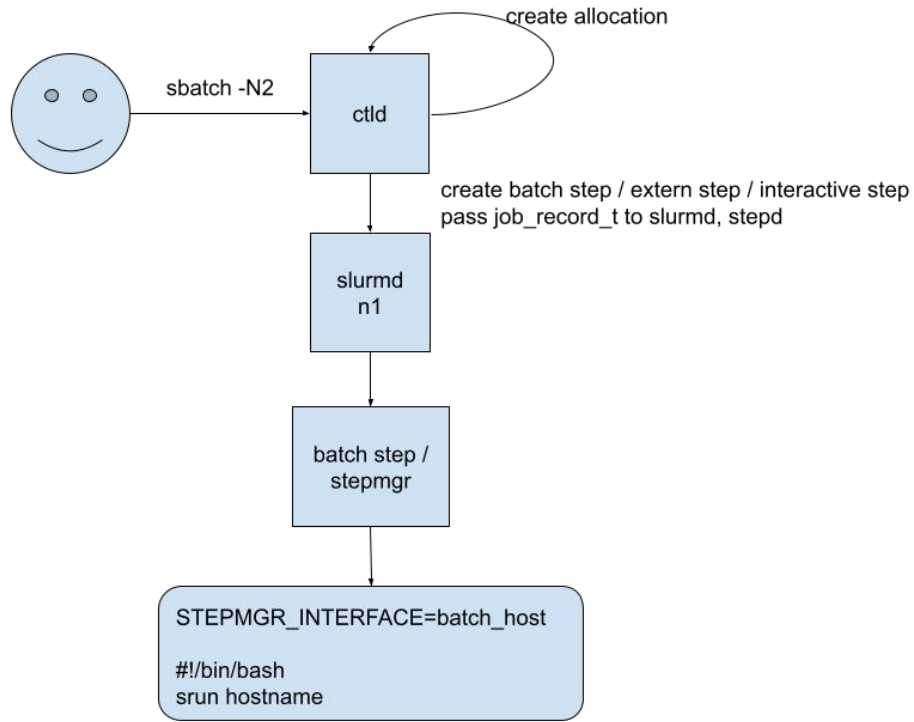 create allocation
sbatch -N2
ctld
create batch step / extern step / interactive step
pass job_record_t to slurmd, stepd
slurmd
n1
batch step /
stepmgr
STEPMGR_INTERFACE=batch_host
#!/bin/bash
srun hostname